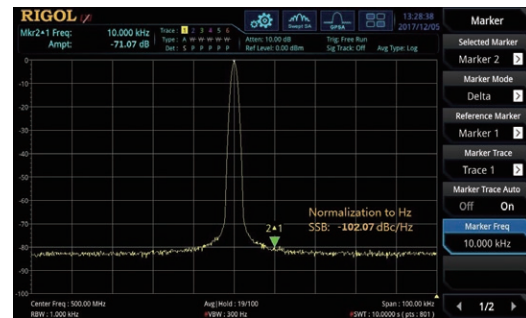 RIGOL
13:28:38
2017/12/05
Mkr2▴1 Freq: 10.000 kHz
Ampt: -71.07 dB
Trace: 1 2 3 4 5 6
Type: A W W W W W
Det: S P P P P P
Swept SA
GPSA
Atten: 10.00 dB
Ref Level: 0.00 dBm
Trig: Free Run
Sig Track: Off
Avg Type: Log
0
-10
-20
-30
-40
-50
-60
-70
-80
-90
-100
Normalization to Hz
SSB: -102.07 dBc/Hz
2▴1
Center Freq : 500.00 MHz
Avg|Hold : 19/100
Span : 100.00 kHz
RBW : 1.000 kHz
VBW : 300 Hz
SWT : 10.0000 s ( pts : 801 )
Marker
Selected Marker
Marker 2
Marker Mode
Delta
Reference Marker
Marker 1
Marker Trace
Trace 1
Marker Trace Auto
Off On
Marker Freq
10.000 kHz
1/2